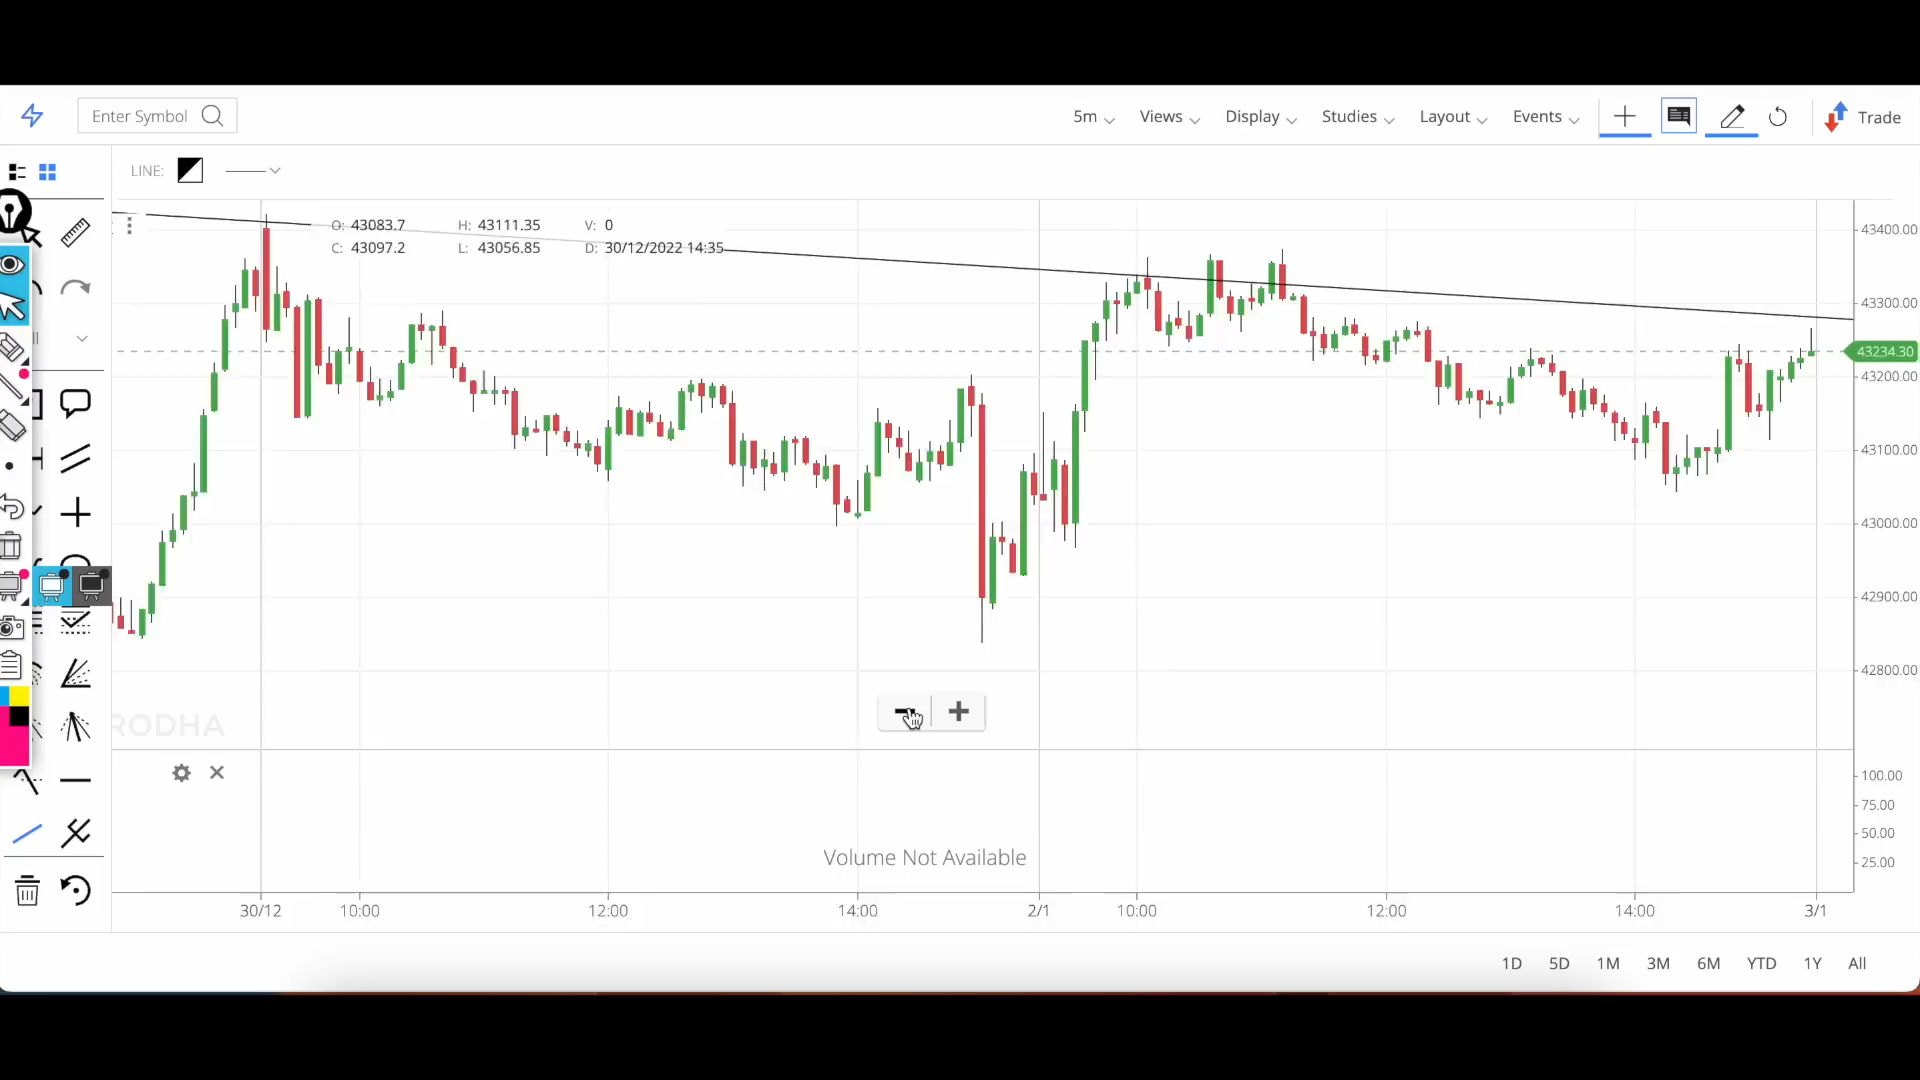 Enter Symbol
5m Views Display Studies Layout Events Trade
LINE:
O: 43083.7 H: 43111.35 V: 0
C: 43097.2 L: 43056.85 D: 30/12/2022 14:35
43400.00
43300.00
43234.30
43200.00
43100.00
43000.00
42900.00
42800.00
RODHA
100.00
75.00
50.00
25.00
Volume Not Available
30/12 10:00 12:00 14:00 2/1 10:00 12:00 14:00 3/1
1D 5D 1M 3M 6M YTD 1Y All